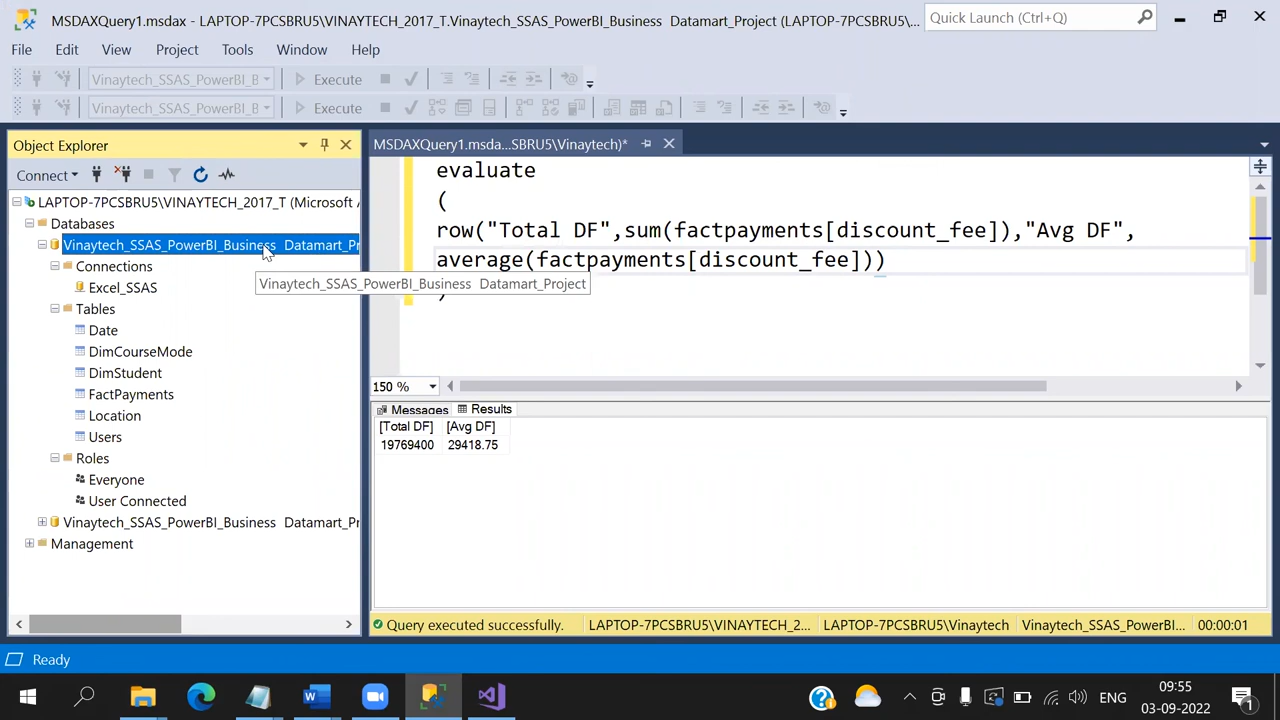 MSDAXQuery1.msdax - LAPTOP-7PCSBRU5\VINAYTECH_2017_T.Vinaytech_SSAS_PowerBI_Business Datamart_Project (LAPTOP-7PCSBRU5\...
Quick Launch (Ctrl+Q)
File Edit View Project Tools Window Help
Vinaytech_SSAS_PowerBI_B Execute
Vinaytech_SSAS_PowerBI_B Execute
Object Explorer
MSDAXQuery1.msda...SBRU5\Vinaytech)*
Connect
LAPTOP-7PCSBRU5\VINAYTECH_2017_T (Microsoft A
Databases
Vinaytech_SSAS_PowerBI_Business Datamart_Pr
Connections
Excel_SSAS
Vinaytech_SSAS_PowerBI_Business Datamart_Project
Tables
Date
DimCourseMode
DimStudent
FactPayments
Location
Users
Roles
Everyone
User Connected
Vinaytech_SSAS_PowerBI_Business Datamart_Pr
Management
evaluate
(
row("Total DF",sum(factpayments[discount_fee]),"Avg DF",
average(factpayments[discount_fee]))
)
150 %
Messages Results
[Total DF] [Avg DF]
19769400 29418.75
Query executed successfully. LAPTOP-7PCSBRU5\VINAYTECH_2... LAPTOP-7PCSBRU5\Vinaytech Vinaytech_SSAS_PowerBI... 00:00:01
Ready
ENG
09:55
03-09-2022
1